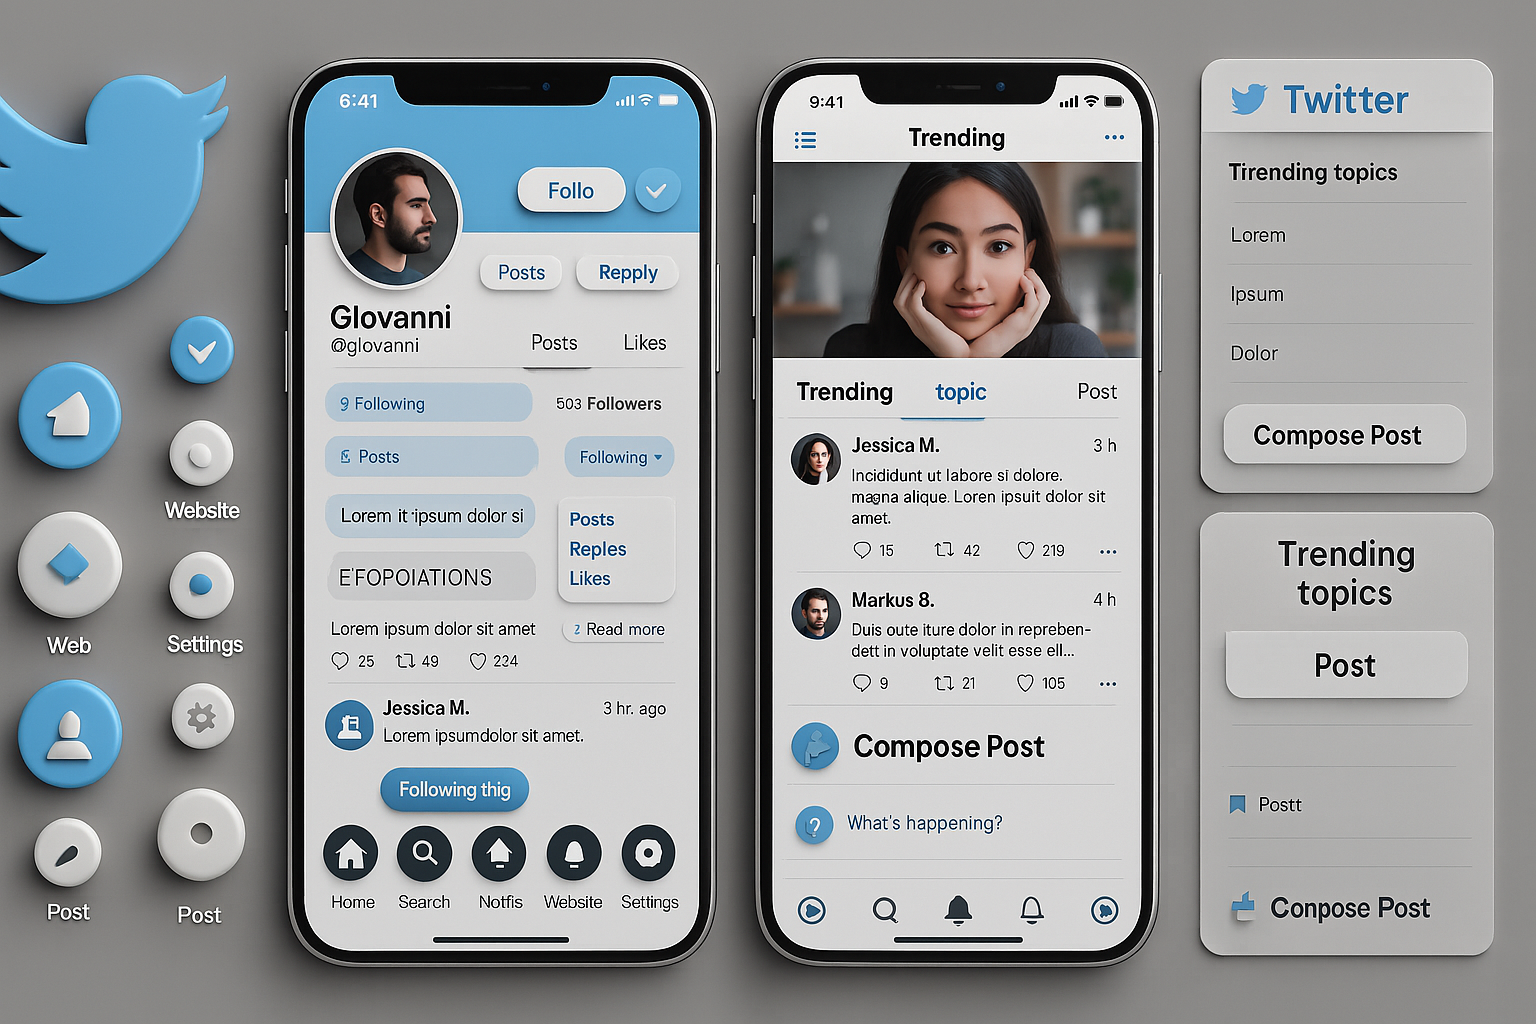 Website
Web
Settings
Post
Post
6:41
Follo
Posts
Repply
Glovanni
@glovanni
Posts
Likes
9 Following
503 Followers
Posts
Following
Lorem it ipsum dolor si
Posts
Reples
Likes
E'FOPOIATIONS
Lorem ipsum dolor sit amet
2 Read more
25
49
224
Jessica M.
3 hr. ago
Lorem ipsumdolor sit amet.
Following thig
Home
Search
Notfis
Website
Settings
9:41
Trending
Trending
topic
Post
Jessica M.
3 h
Incididunt ut labore si dolore.
magna alique. Loren ipsuit dolor sit
amet.
15
42
219
Markus 8.
4 h
Duis oute iture dolor in repreben-
dett in voluptate velit esse ell...
9
21
105
Compose Post
?
What's happening?
Twitter
Tirending topics
Lorem
Ipsum
Dolor
Compose Post
Trending
topics
Post
Postt
Conpose Post